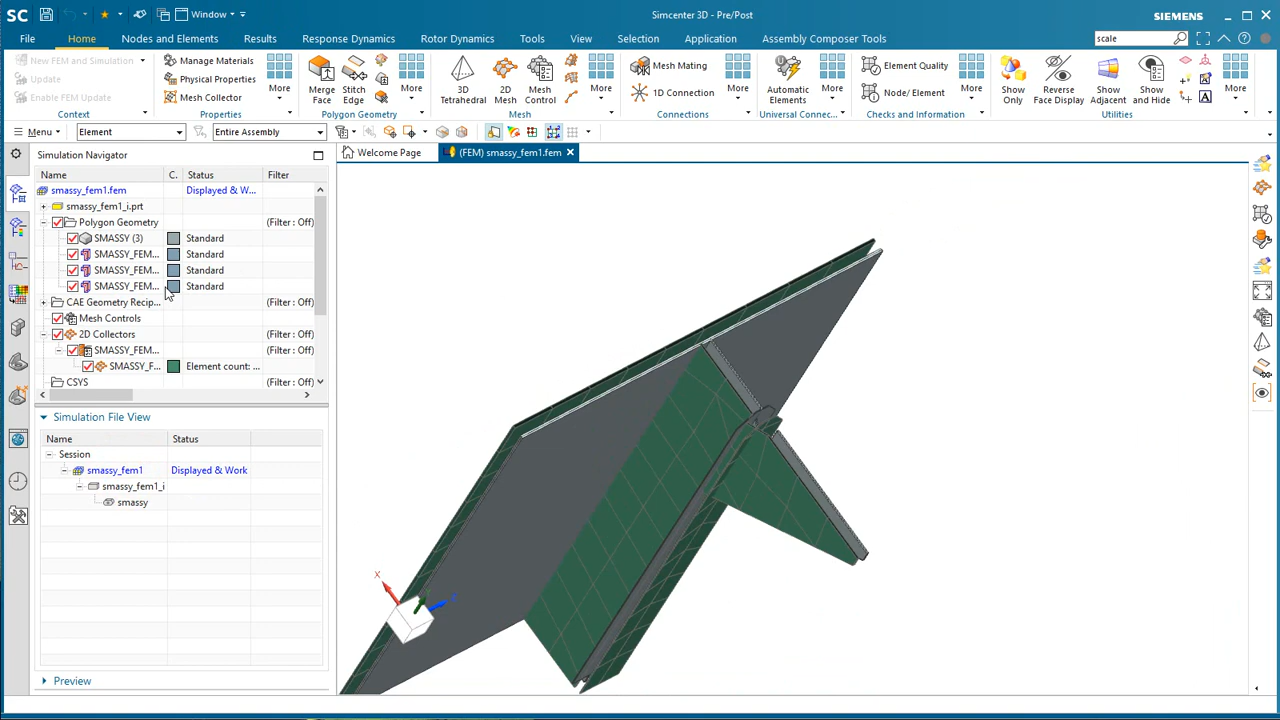 SC
Window
Simcenter 3D - Pre/Post
SIEMENS
File
Home
Nodes and Elements
Results
Response Dynamics
Rotor Dynamics
Tools
View
Selection
Application
Assembly Composer Tools
scale
New FEM and Simulation
Update
Enable FEM Update
Context
Manage Materials
Physical Properties
Mesh Collector
More
Properties
Merge Face
Stitch Edge
More
Polygon Geometry
3D Tetrahedral
2D Mesh
Mesh Control
More
Mesh
Mesh Mating
1D Connection
More
Connections
Automatic Elements
More
Universal Connec...
Element Quality
Node/ Element
More
Checks and Information
Show Only
Reverse Face Display
Show Adjacent
Show and Hide
More
Utilities
Menu
Element
Entire Assembly
Simulation Navigator
Welcome Page
(FEM) smassy_fem1.fem
Name C. Status Filter
smassy_fem1.fem Displayed & W...
smassy_fem1_i.prt
Polygon Geometry (Filter : Off)
SMASSY (3) Standard
SMASSY_FEM... Standard
SMASSY_FEM... Standard
SMASSY_FEM... Standard
CAE Geometry Recip... (Filter : Off)
Mesh Controls (Filter : Off)
2D Collectors (Filter : Off)
SMASSY_FEM... (Filter : Off)
SMASSY_F... Element count: ...
CSYS (Filter : Off)
Simulation File View
Name Status
Session
smassy_fem1 Displayed & Work
smassy_fem1_i
smassy
Preview
X